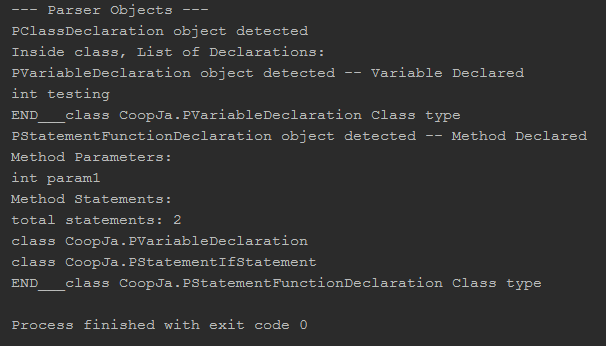 --- Parser Objects ---
PClassDeclaration object detected
Inside class, List of Declarations:
PVariableDeclaration object detected -- Variable Declared
int testing
END___class CoopJa.PVariableDeclaration Class type
PStatementFunctionDeclaration object detected -- Method Declared
Method Parameters:
int param1
Method Statements:
total statements: 2
class CoopJa.PVariableDeclaration
class CoopJa.PStatementIfStatement
END___class CoopJa.PStatementFunctionDeclaration Class type
Process finished with exit code 0